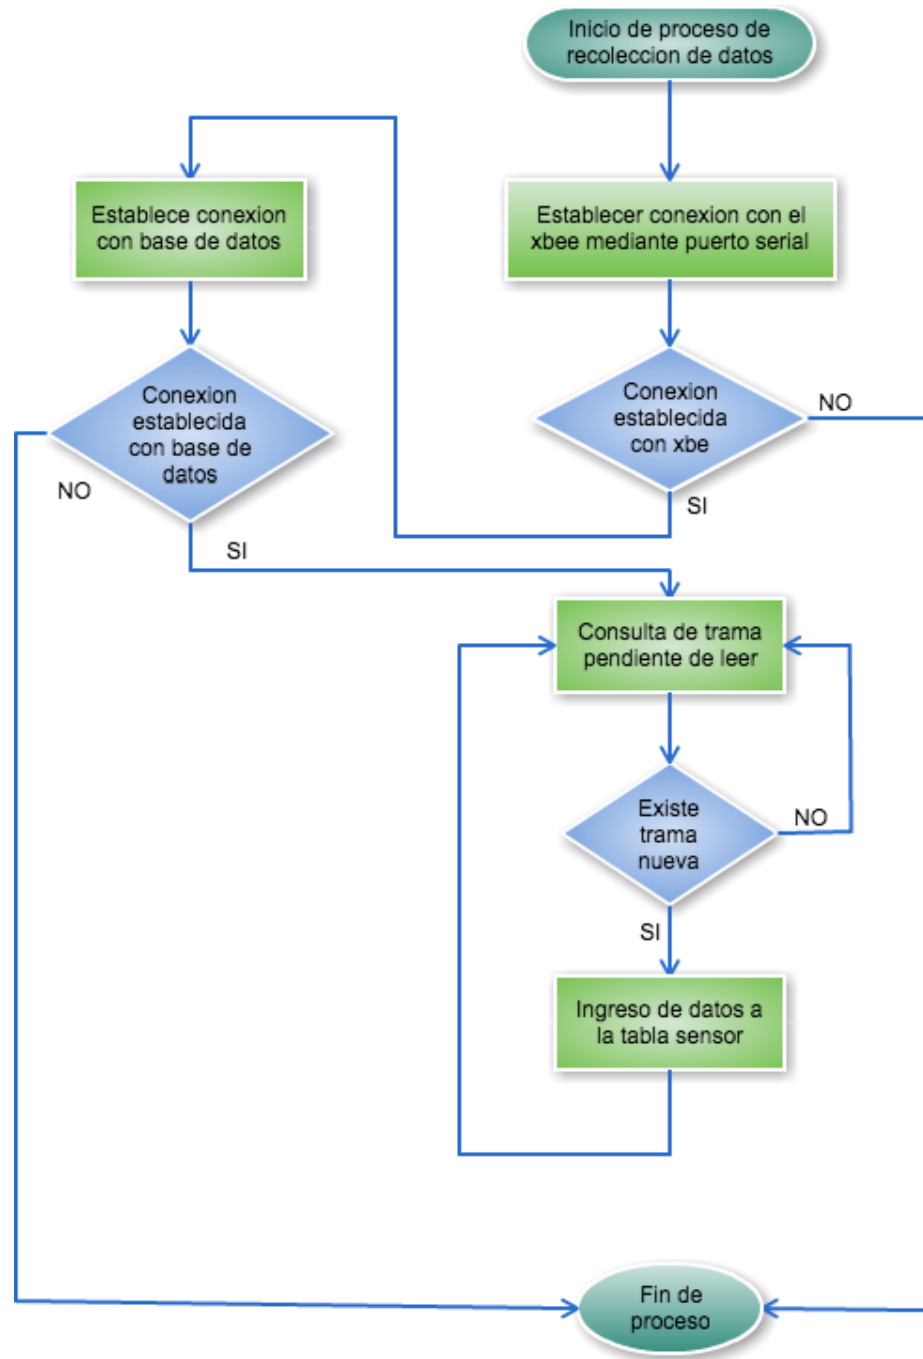 Inicio de proceso de
recoleccion de datos
Establecer conexion con el
xbee mediante puerto serial
Conexion
establecida
con xbe
NO
SI
Establece conexion
con base de datos
Conexion
establecida
con base de
datos
NO
SI
Consulta de trama
pendiente de leer
Existe
trama
nueva
NO
SI
Ingreso de datos a
la tabla sensor
Fin de
proceso